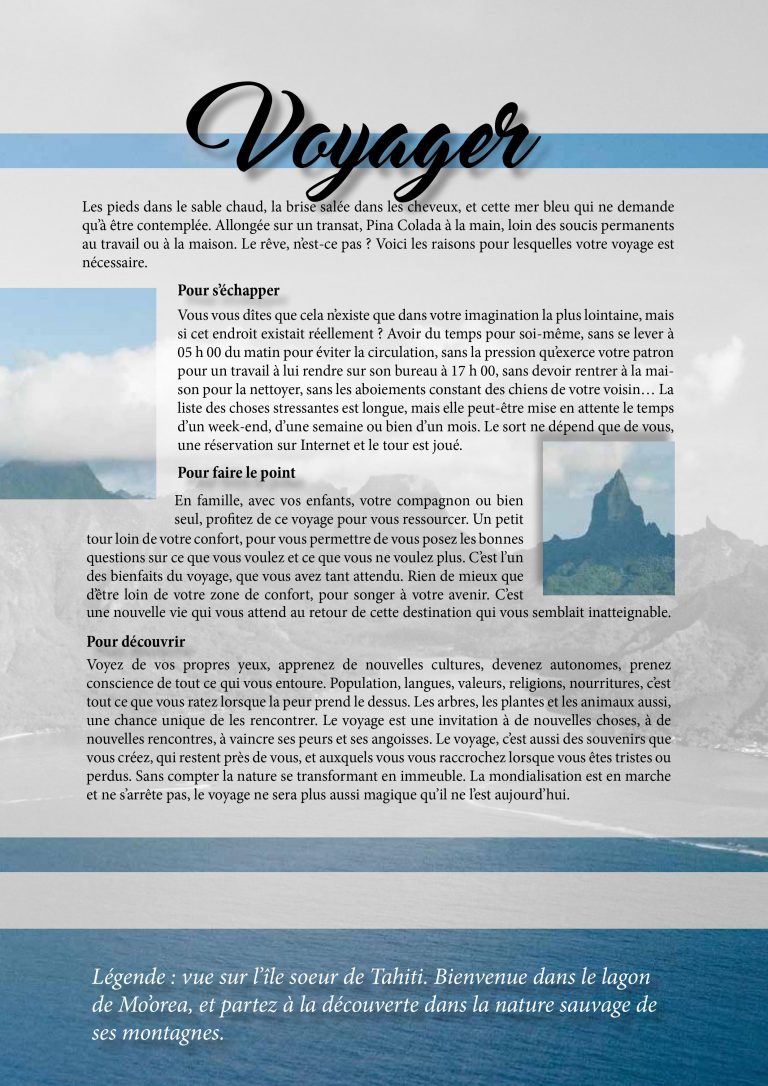 Voyager
Les pieds dans le sable chaud, la brise salée dans les cheveux, et cette mer bleu qui ne demande
qu’à être contemplée. Allongée sur un transat, Pina Colada à la main, loin des soucis permanents
au travail ou à la maison. Le rêve, n’est-ce pas ? Voici les raisons pour lesquelles votre voyage est
nécessaire.
Pour s’échapper
Vous vous dîtes que cela n’existe que dans votre imagination la plus lointaine, mais
si cet endroit existait réellement ? Avoir du temps pour soi-même, sans se lever à
05 h 00 du matin pour éviter la circulation, sans la pression qu’exerce votre patron
pour un travail à lui rendre sur son bureau à 17 h 00, sans devoir rentrer à la mai-
son pour la nettoyer, sans les aboiements constant des chiens de votre voisin… La
liste des choses stressantes est longue, mais elle peut-être mise en attente le temps
d’un week-end, d’une semaine ou bien d’un mois. Le sort ne dépend que de vous,
une réservation sur Internet et le tour est joué.
Pour faire le point
En famille, avec vos enfants, votre compagnon ou bien
seul, profitez de ce voyage pour vous ressourcer. Un petit
tour loin de votre confort, pour vous permettre de vous posez les bonnes
questions sur ce que vous voulez et ce que vous ne voulez plus. C’est l’un
des bienfaits du voyage, que vous avez tant attendu. Rien de mieux que
d’être loin de votre zone de confort, pour songer à votre avenir. C’est
une nouvelle vie qui vous attend au retour de cette destination qui vous semblait inatteignable.
Pour découvrir
Voyez de vos propres yeux, apprenez de nouvelles cultures, devenez autonomes, prenez
conscience de tout ce qui vous entoure. Population, langues, valeurs, religions, nourritures, c’est
tout ce que vous ratez lorsque la peur prend le dessus. Les arbres, les plantes et les animaux aussi,
une chance unique de les rencontrer. Le voyage est une invitation à de nouvelles choses, à de
nouvelles rencontres, à vaincre ses peurs et ses angoisses. Le voyage, c’est aussi des souvenirs que
vous créez, qui restent près de vous, et auxquels vous vous raccrochez lorsque vous êtes tristes ou
perdus. Sans compter la nature se transformant en immeuble. La mondialisation est en marche
et ne s’arrête pas, le voyage ne sera plus aussi magique qu’il ne l’est aujourd’hui.
Légende : vue sur l’île soeur de Tahiti. Bienvenue dans le lagon
de Mo’orea, et partez à la découverte dans la nature sauvage de
ses montagnes.